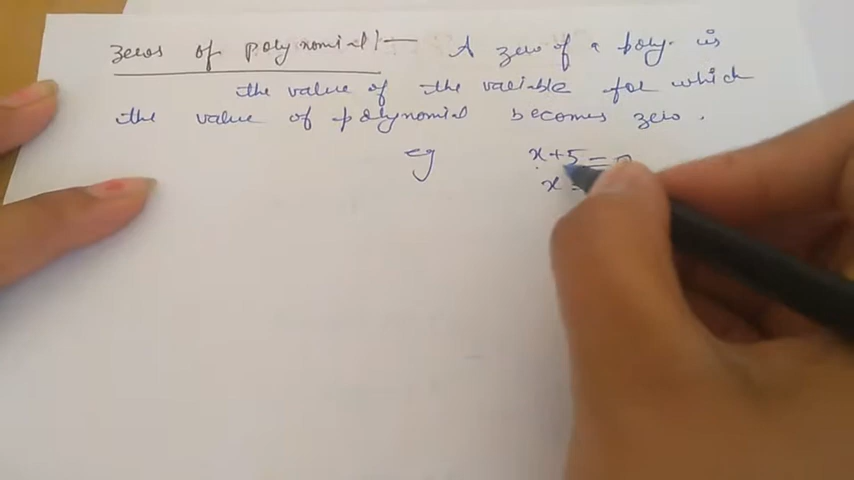 zeros of polynomial :— A zero of a poly. is
the value of the variable for which
the value of polynomial becomes zero.
eg x+5=0
x=